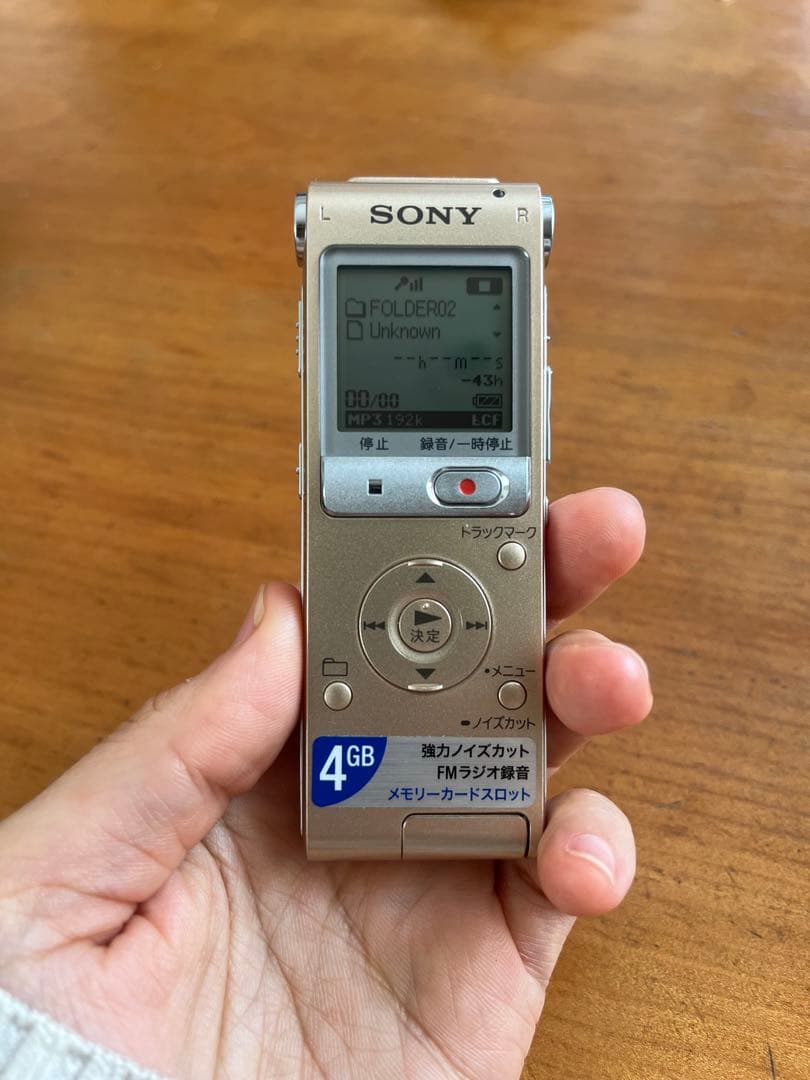 L SONY R
FOLDER02
Unknown
--h--m--s
-43h
00/00
MP3 192k ECF
停止 録音/一時停止
トラックマーク
決定
•メニュー
ノイズカット
4GB
強力ノイズカット
FMラジオ録音
メモリーカードスロット